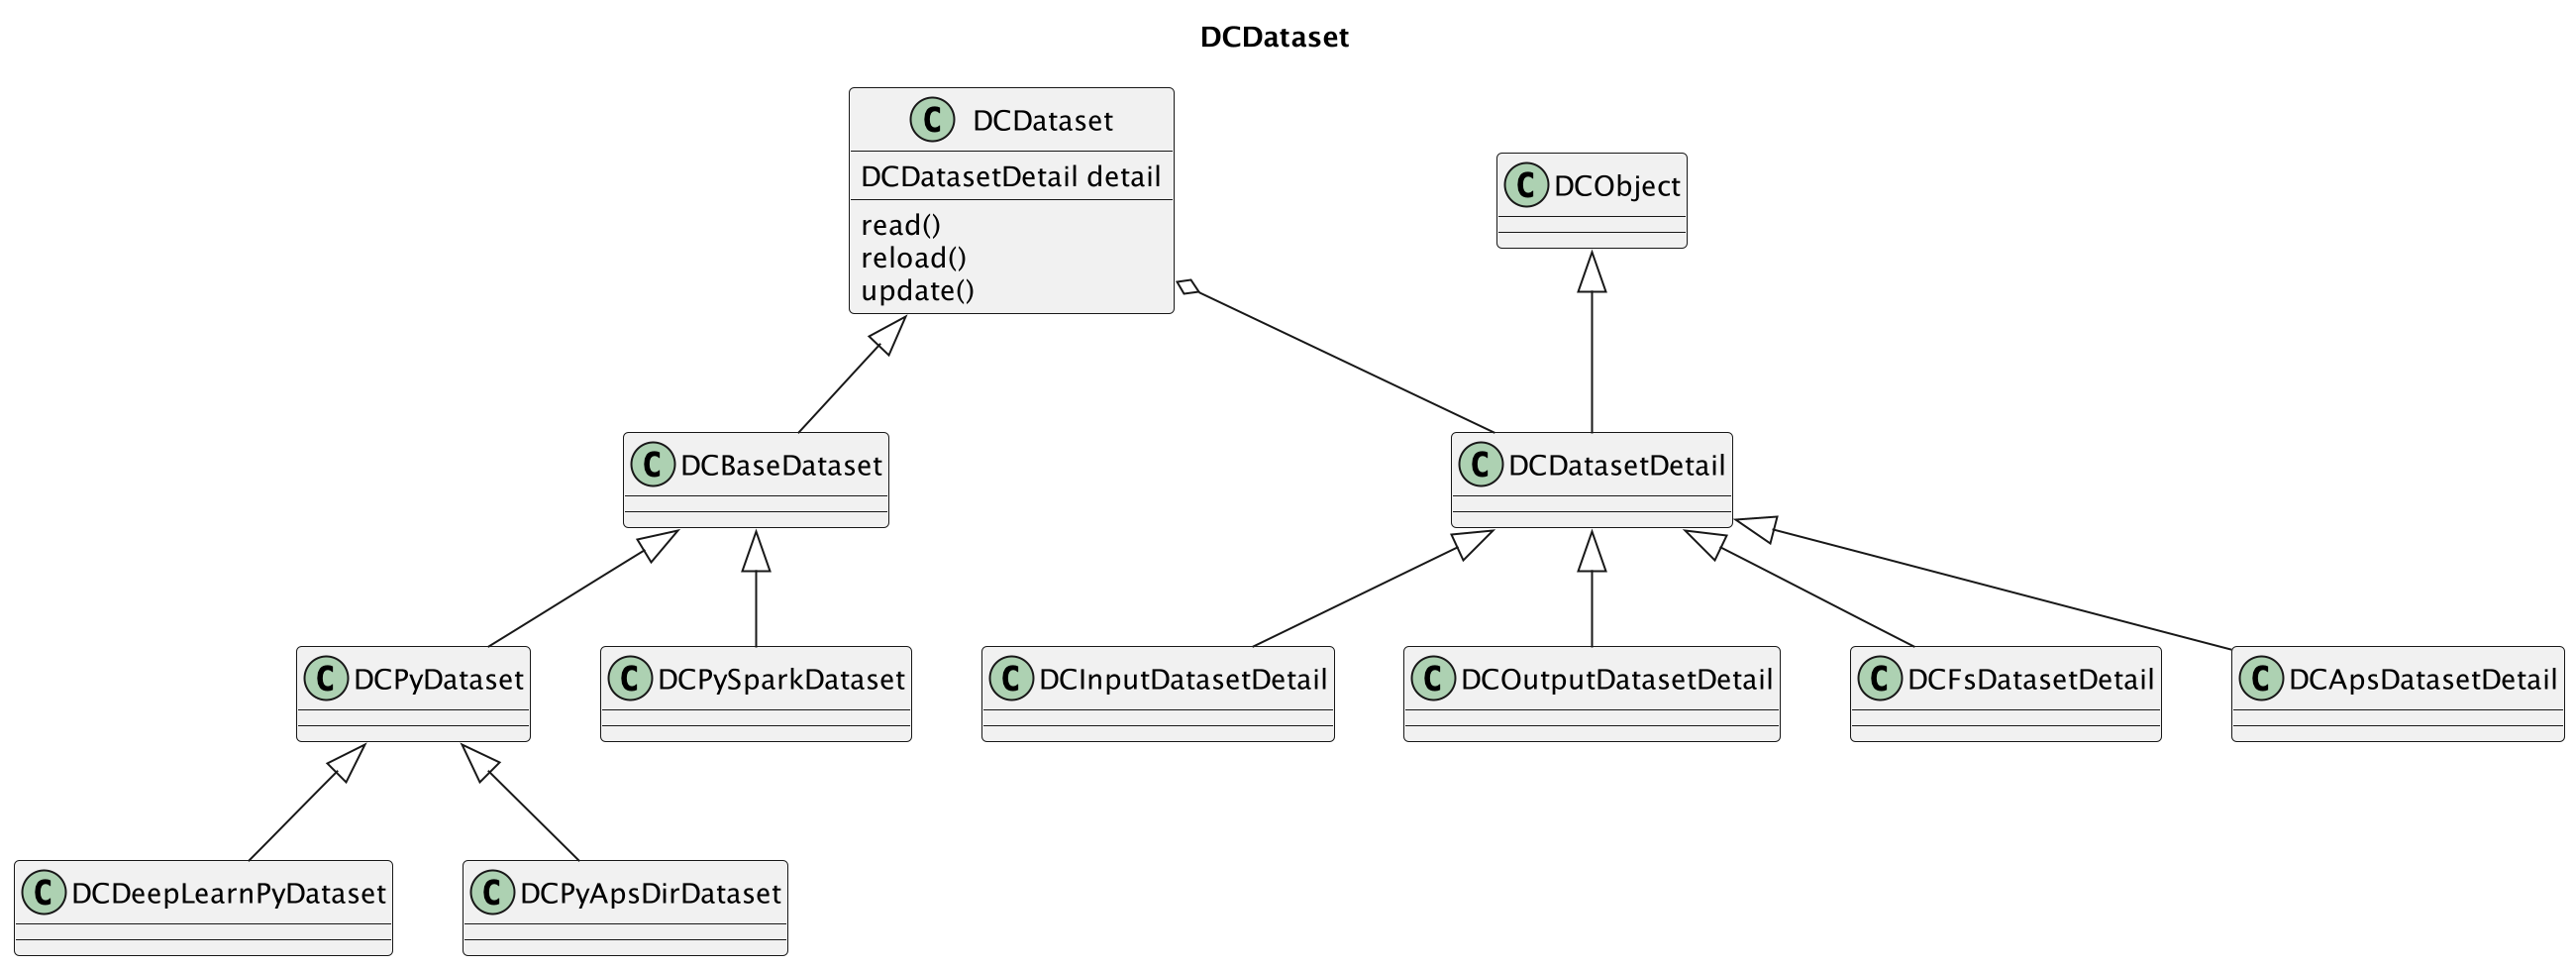 DCDataset
C DCDataset
DCDatasetDetail detail
read()
reload()
update()
C DCObject
C DCBaseDataset
C DCDatasetDetail
C DCPyDataset
C DCPySparkDataset
C DCInputDatasetDetail
C DCOutputDatasetDetail
C DCFsDatasetDetail
C DCApsDatasetDetail
C DCDeepLearnPyDataset
C DCPyApsDirDataset